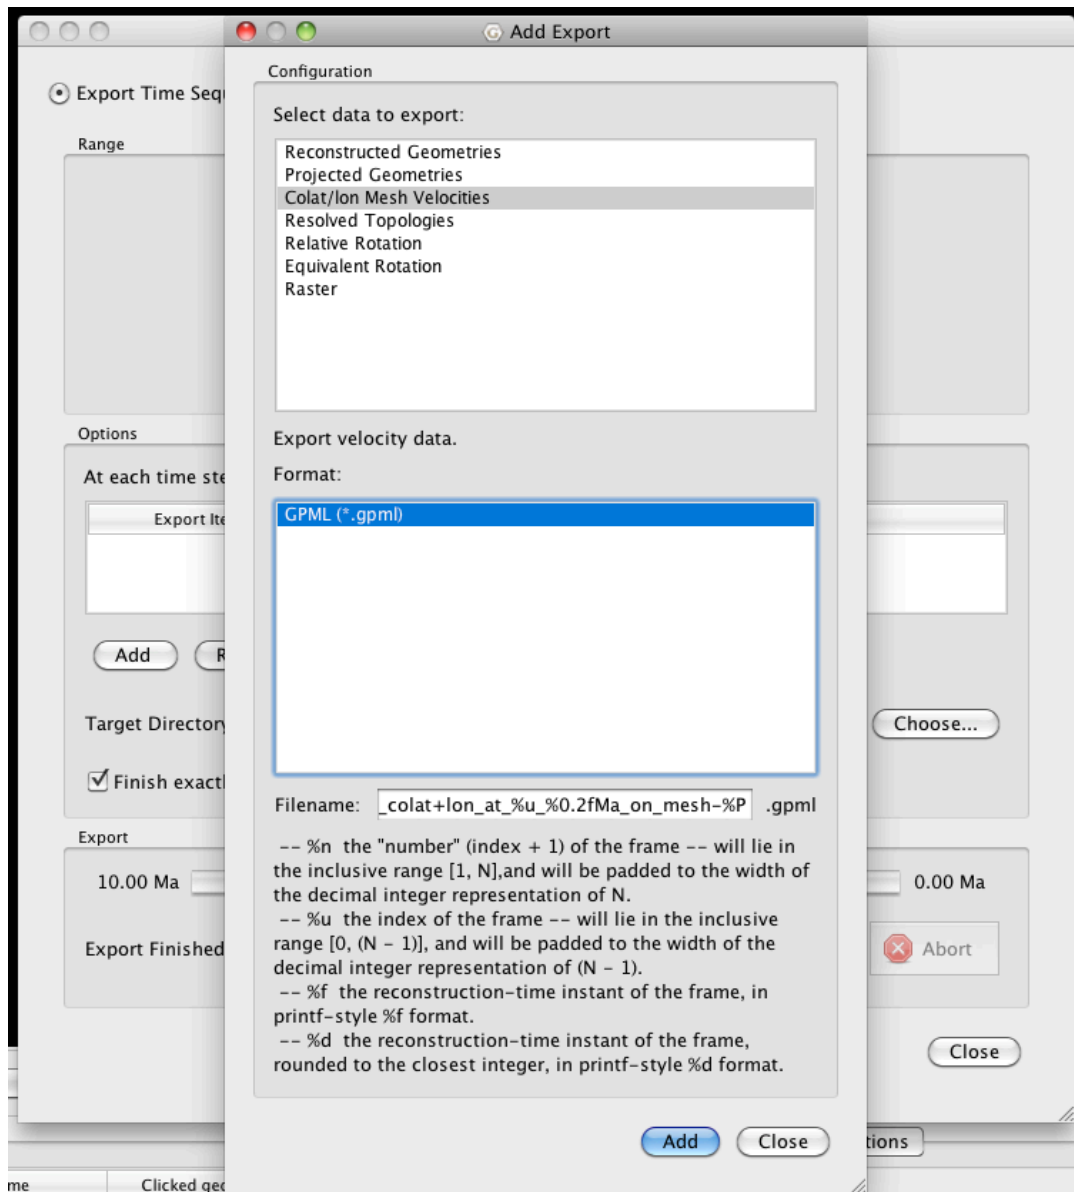 Add Export
Configuration
Export Time Seq
Select data to export:
Range
Reconstructed Geometries
Projected Geometries
Colat/lon Mesh Velocities
Resolved Topologies
Relative Rotation
Equivalent Rotation
Raster
Options
Export velocity data.
At each time ste
Format:
Export Ite
GPML (*.gpml)
Add
R
Target Directory
Choose...
Finish exactl
Filename: _colat+lon_at_%u_%0.2fMa_on_mesh-%P .gpml
Export
-- %n the "number" (index + 1) of the frame -- will lie in
the inclusive range [1, N],and will be padded to the width of
the decimal integer representation of N.
-- %u the index of the frame -- will lie in the inclusive
range [0, (N - 1)], and will be padded to the width of the
decimal integer representation of (N - 1).
-- %f the reconstruction-time instant of the frame, in
printf-style %f format.
-- %d the reconstruction-time instant of the frame,
rounded to the closest integer, in printf-style %d format.
10.00 Ma
0.00 Ma
Export Finished
Abort
Close
Add
Close
tions
me
Clicked geo